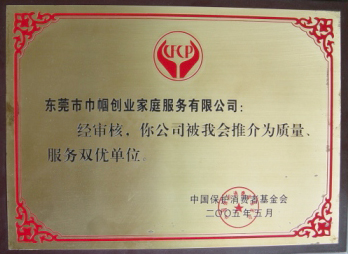 CFCP
东莞市巾帼创业家庭服务有限公司：
经审核，你公司被我会推介为质量、
服务双优单位。
中国保护消费者基金会
二〇〇五年五月